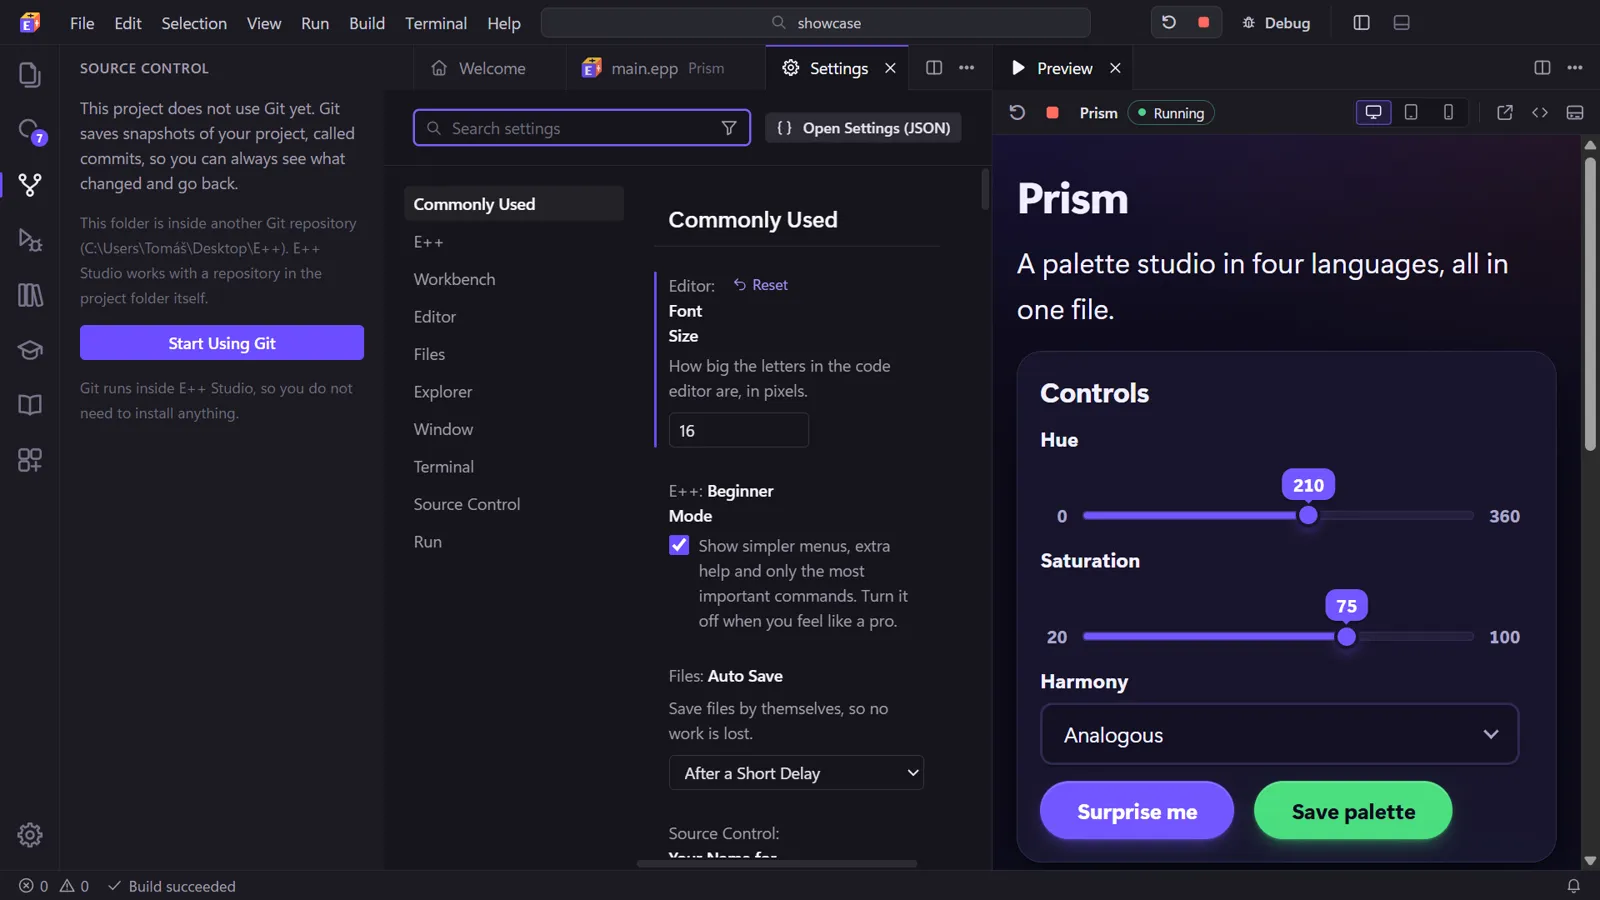 File Edit Selection View Run Build Terminal Help
showcase
Debug
SOURCE CONTROL
This project does not use Git yet. Git
saves snapshots of your project, called
commits, so you can always see what
changed and go back.
This folder is inside another Git repository
(C:\Users\Tomáš\Desktop\E++). E++
Studio works with a repository in the
project folder itself.
Start Using Git
Git runs inside E++ Studio, so you do not
need to install anything.
7
Welcome
main.epp Prism
Settings
Search settings
{} Open Settings (JSON)
Commonly Used
E++
Workbench
Editor
Files
Explorer
Window
Terminal
Source Control
Run
Commonly Used
Editor: Reset
Font
Size
How big the letters in the code
editor are, in pixels.
16
E++: Beginner
Mode
Show simpler menus, extra
help and only the most
important commands. Turn it
off when you feel like a pro.
Files: Auto Save
Save files by themselves, so no
work is lost.
After a Short Delay
Source Control:
Your Name for
Preview
Prism Running
Prism
A palette studio in four languages, all in
one file.
Controls
Hue
210
0 360
Saturation
75
20 100
Harmony
Analogous
Surprise me Save palette
0 0 Build succeeded